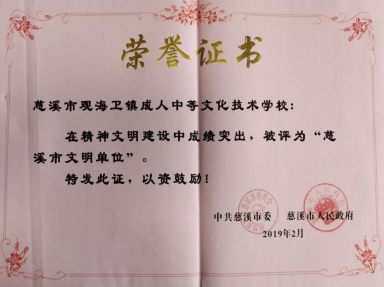 荣誉证书
慈溪市观海卫镇成人中等文化技术学校：
在精神文明建设中成绩突出，被评为“慈
溪市文明单位”。
特发此证，以资鼓励！
中共慈溪市委 慈溪市人民政府
2019年2月